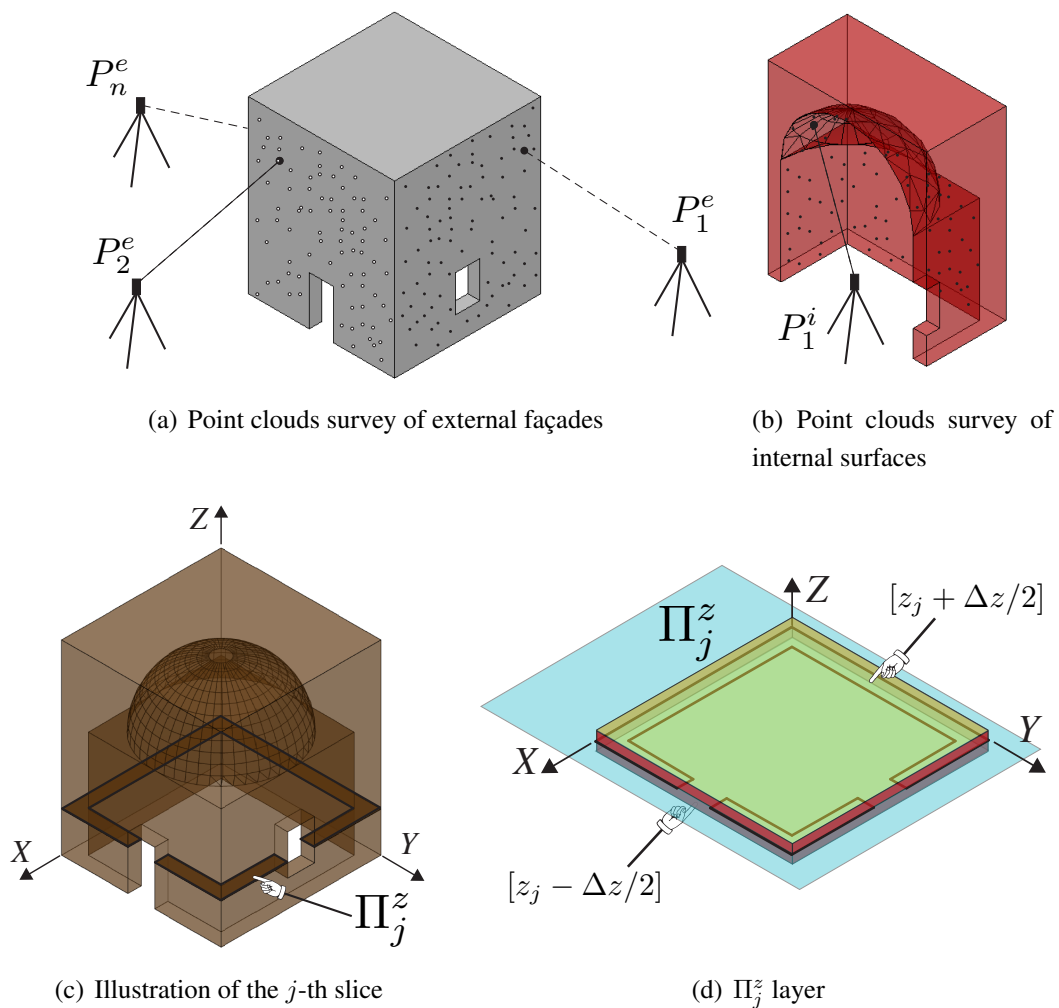 P_n^e
P_2^e
P_1^e
P_1^i
(a) Point clouds survey of external façades
(b) Point clouds survey of
internal surfaces
Z
X
Y
Π_j^z
Z
[z_j + Δz/2]
Π_j^z
X
Y
[z_j − Δz/2]
(c) Illustration of the j-th slice
(d) Π_j^z layer